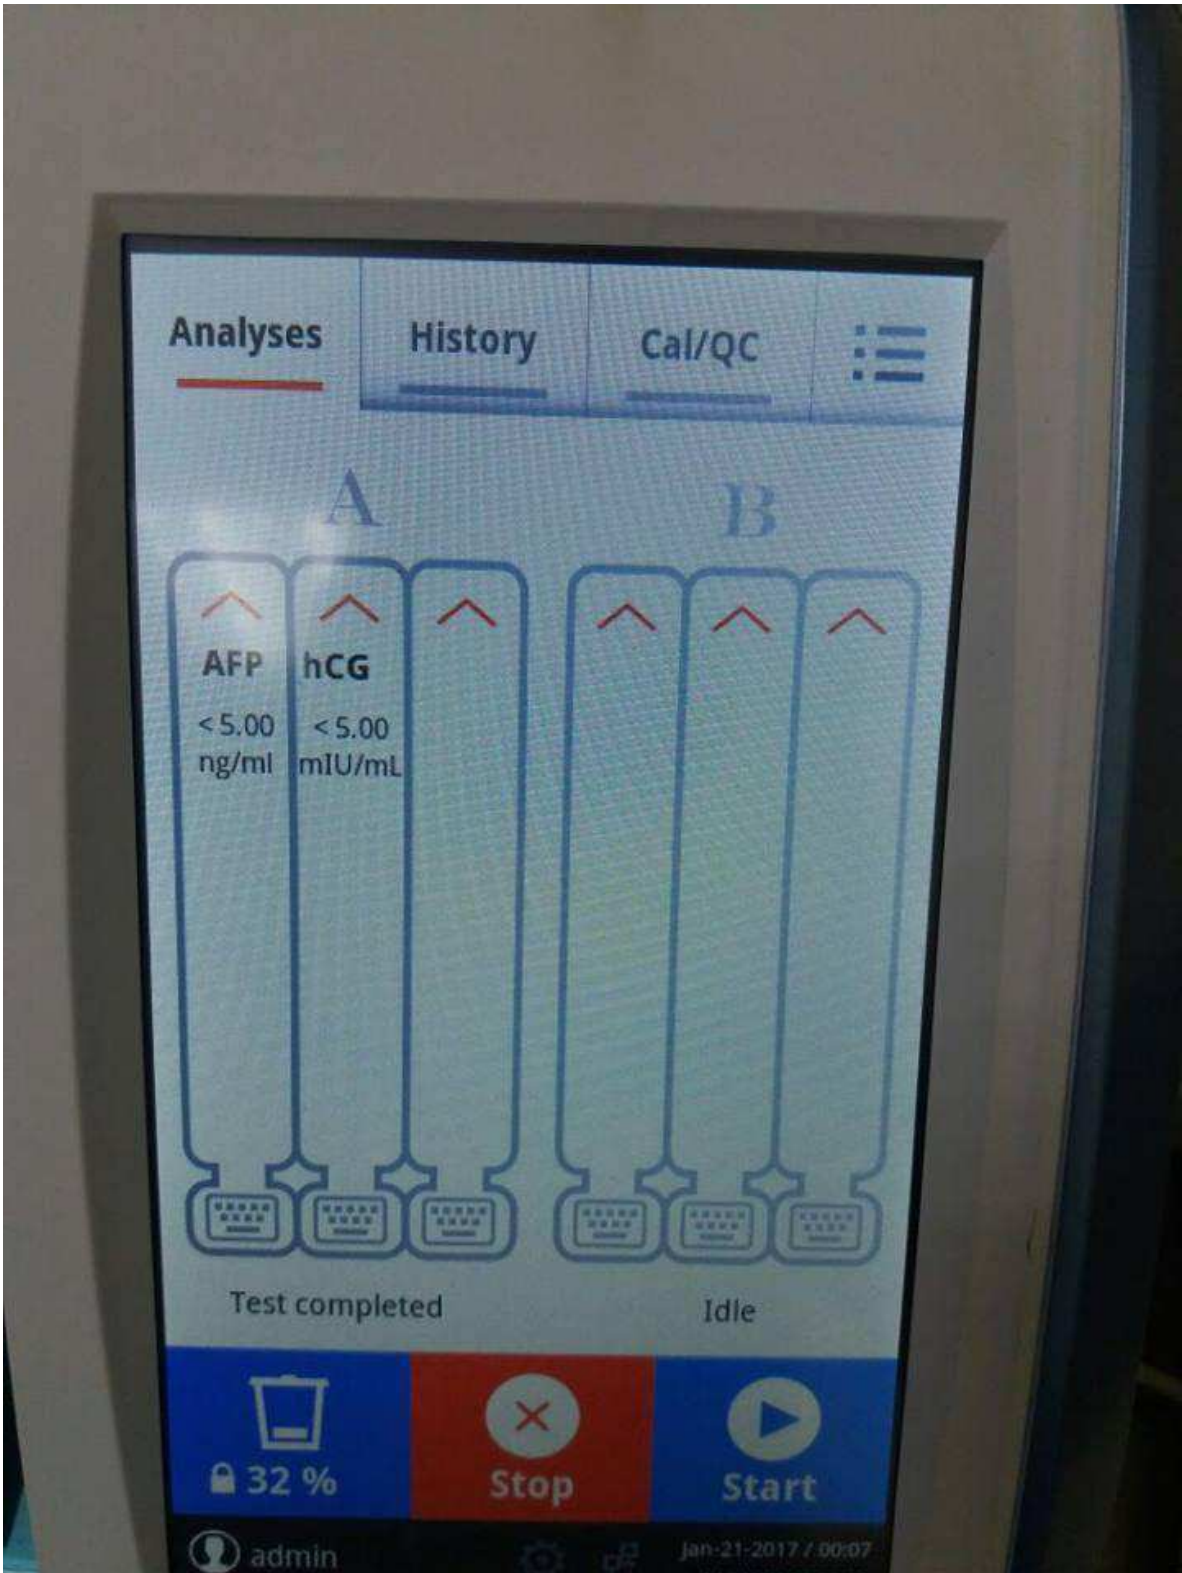 Analyses History Cal/QC
A B
AFP hCG
< 5.00 < 5.00
ng/ml mIU/mL
Test completed Idle
32 % Stop Start
admin Jan-21-2017 / 00:07